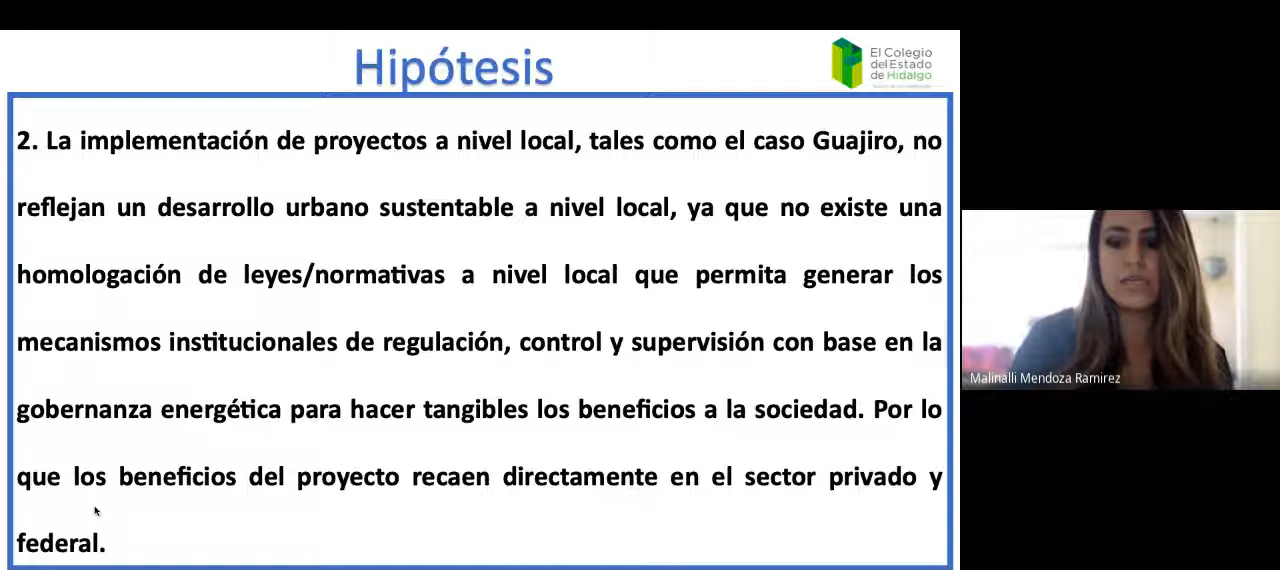 Hipótesis
El Colegio
del Estado
de Hidalgo
2. La implementación de proyectos a nivel local, tales como el caso Guajiro, no
reflejan un desarrollo urbano sustentable a nivel local, ya que no existe una
homologación de leyes/normativas a nivel local que permita generar los
mecanismos institucionales de regulación, control y supervisión con base en la
gobernanza energética para hacer tangibles los beneficios a la sociedad. Por lo
que los beneficios del proyecto recaen directamente en el sector privado y
federal.
Malinalli Mendoza Ramirez